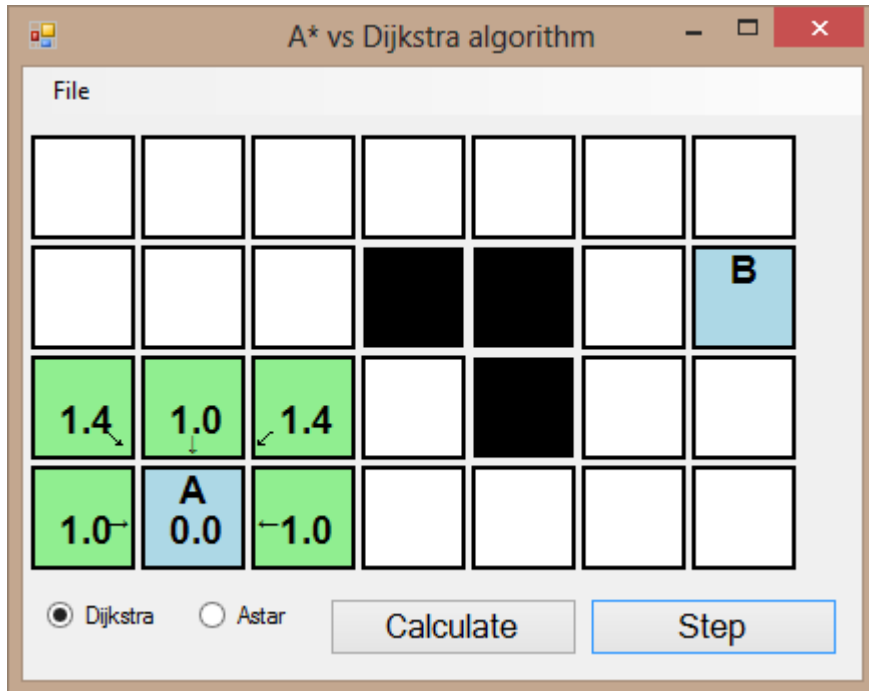 A* vs Dijkstra algorithm
File
B
1.4 1.0 1.4
A
1.0 0.0 1.0
Dijkstra Astar Calculate Step